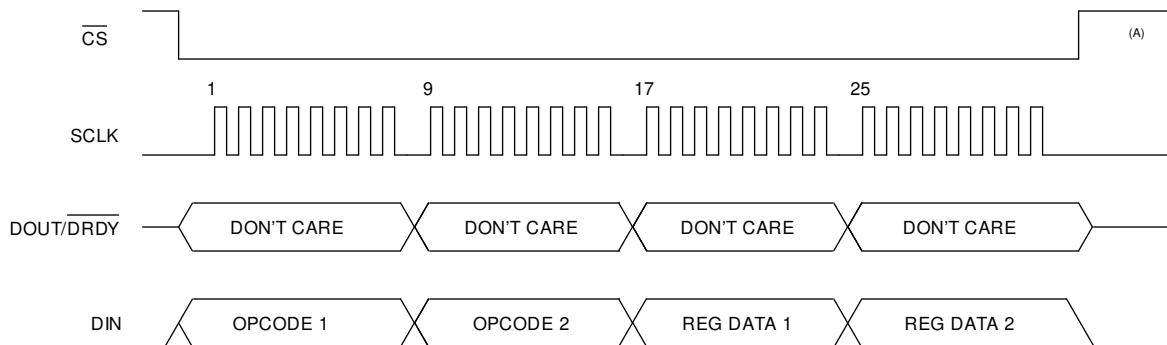 CS
(A)
1 9 17 25
SCLK
DOUT/DRDY DON'T CARE DON'T CARE DON'T CARE DON'T CARE
DIN OPCODE 1 OPCODE 2 REG DATA 1 REG DATA 2